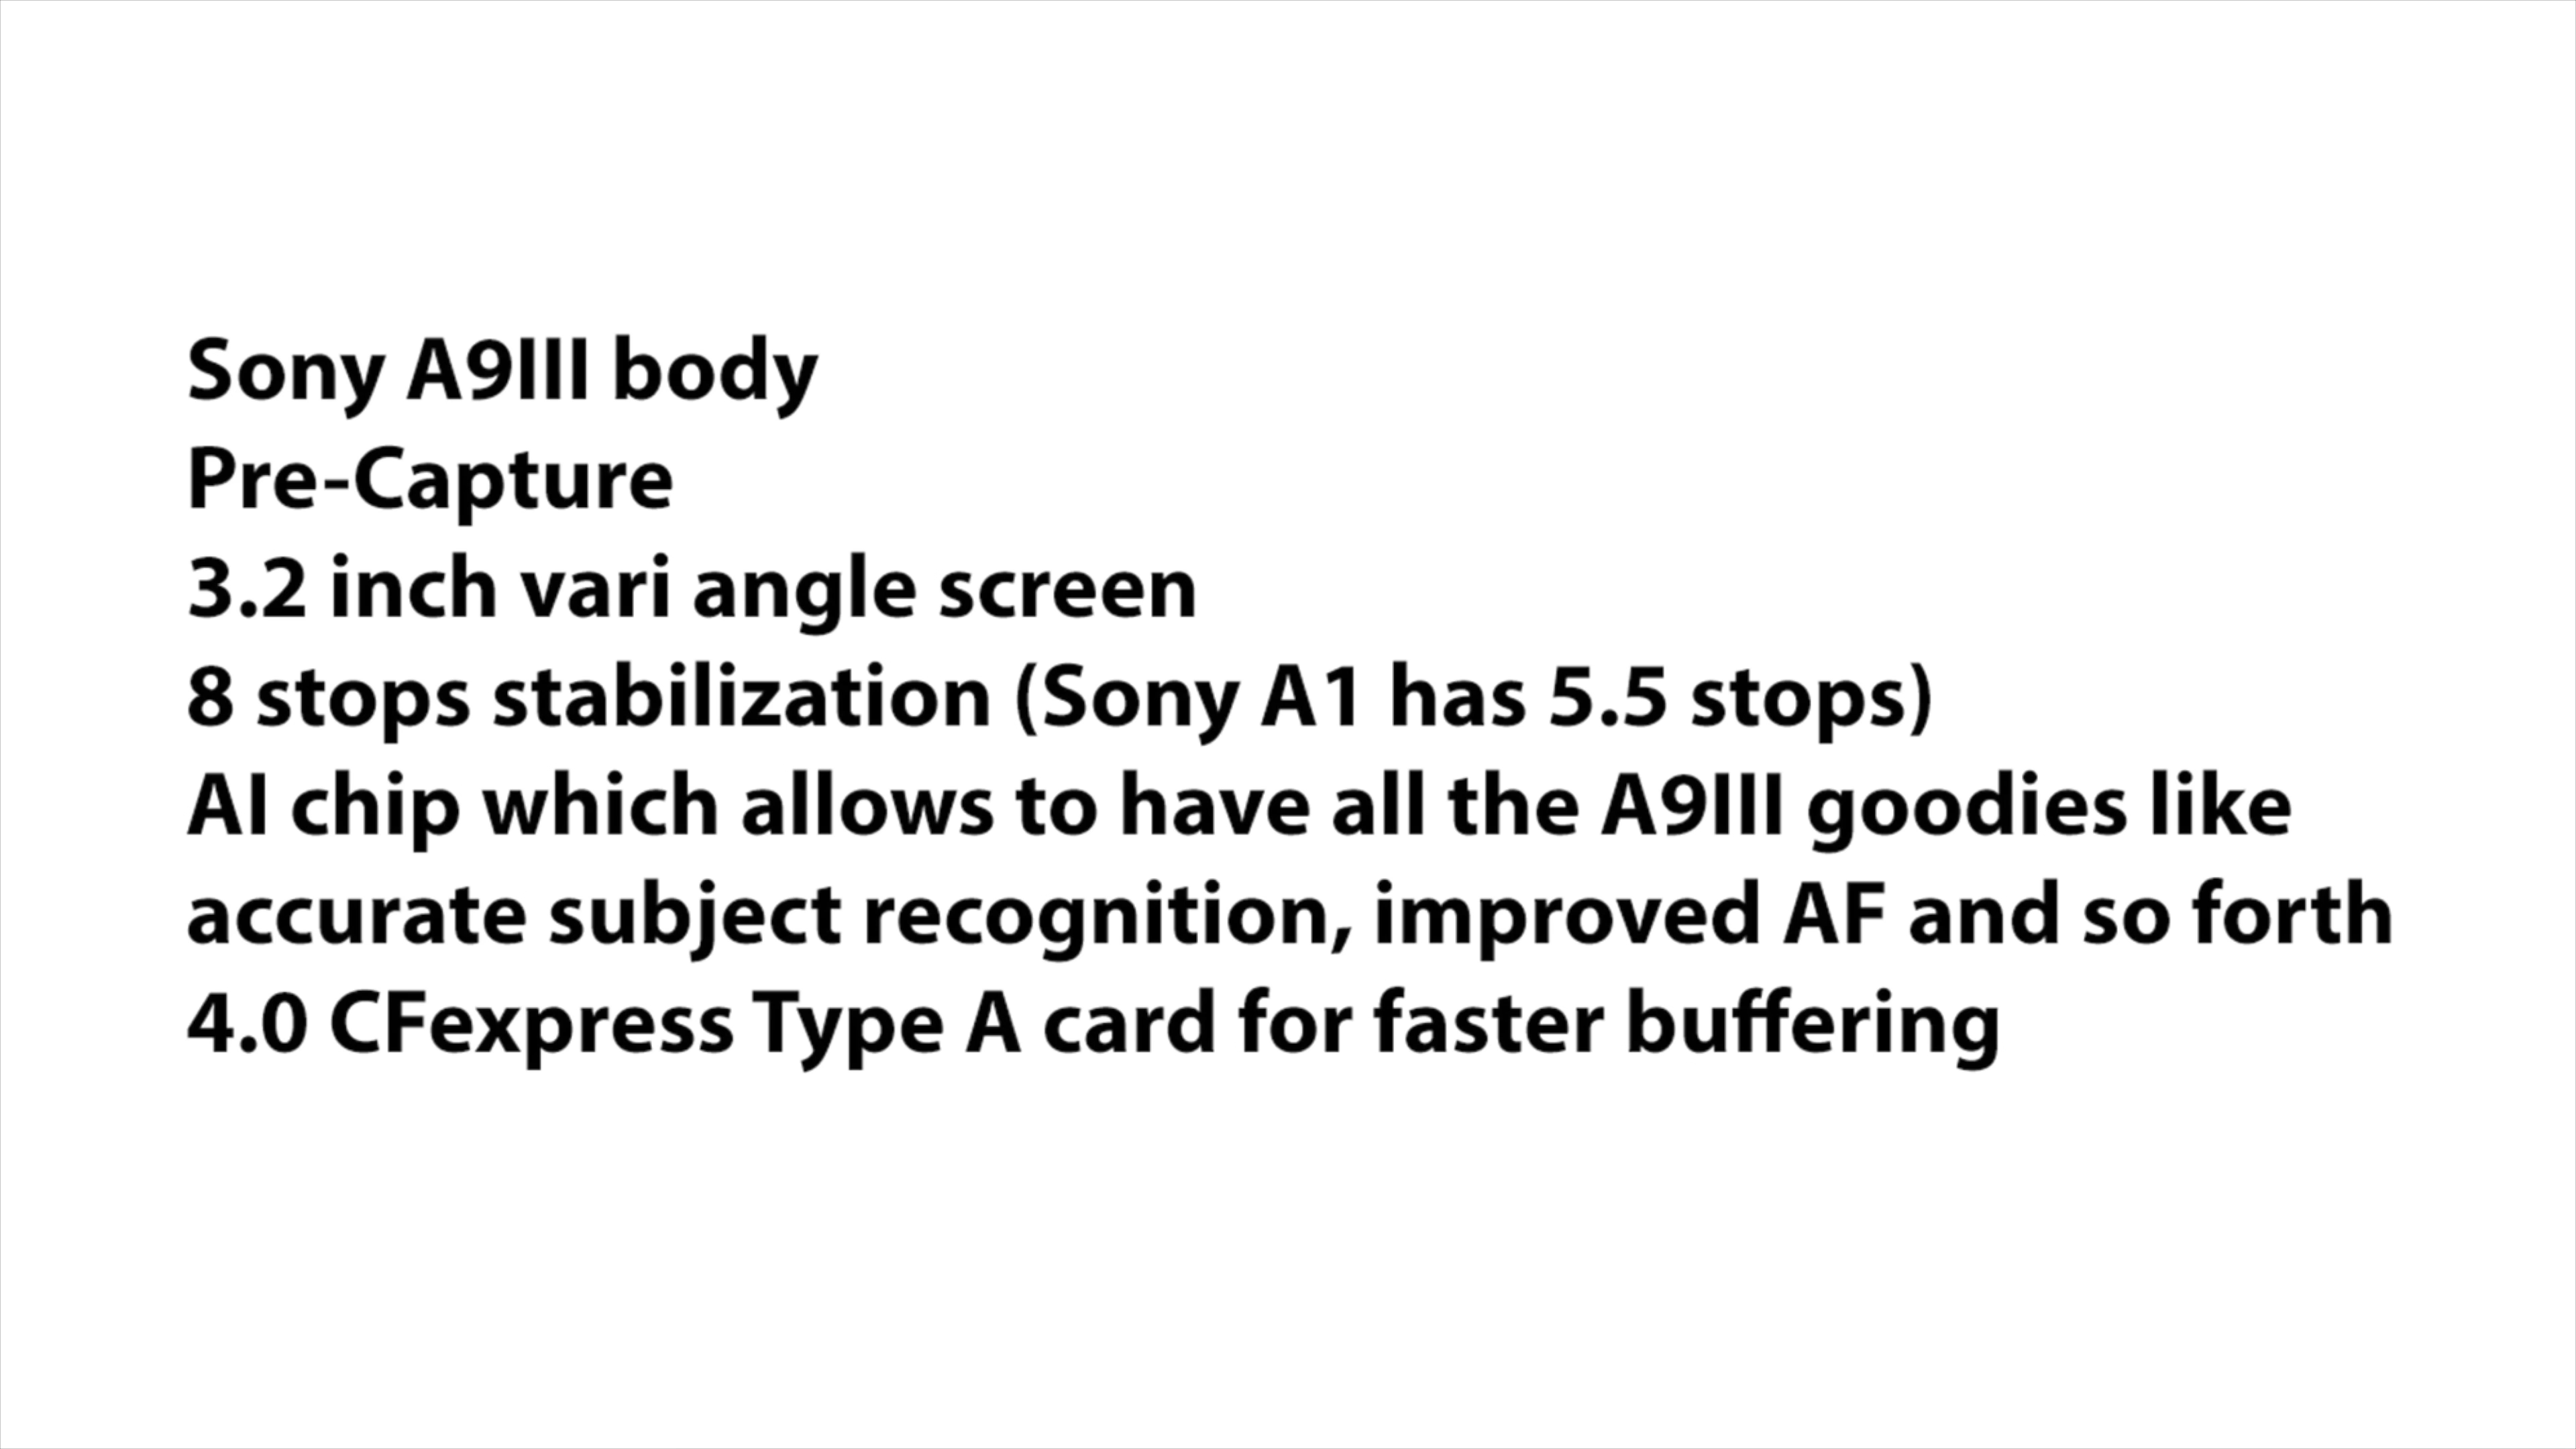 Sony A9III body
Pre-Capture
3.2 inch vari angle screen
8 stops stabilization (Sony A1 has 5.5 stops)
AI chip which allows to have all the A9III goodies like
accurate subject recognition, improved AF and so forth
4.0 CFexpress Type A card for faster buffering